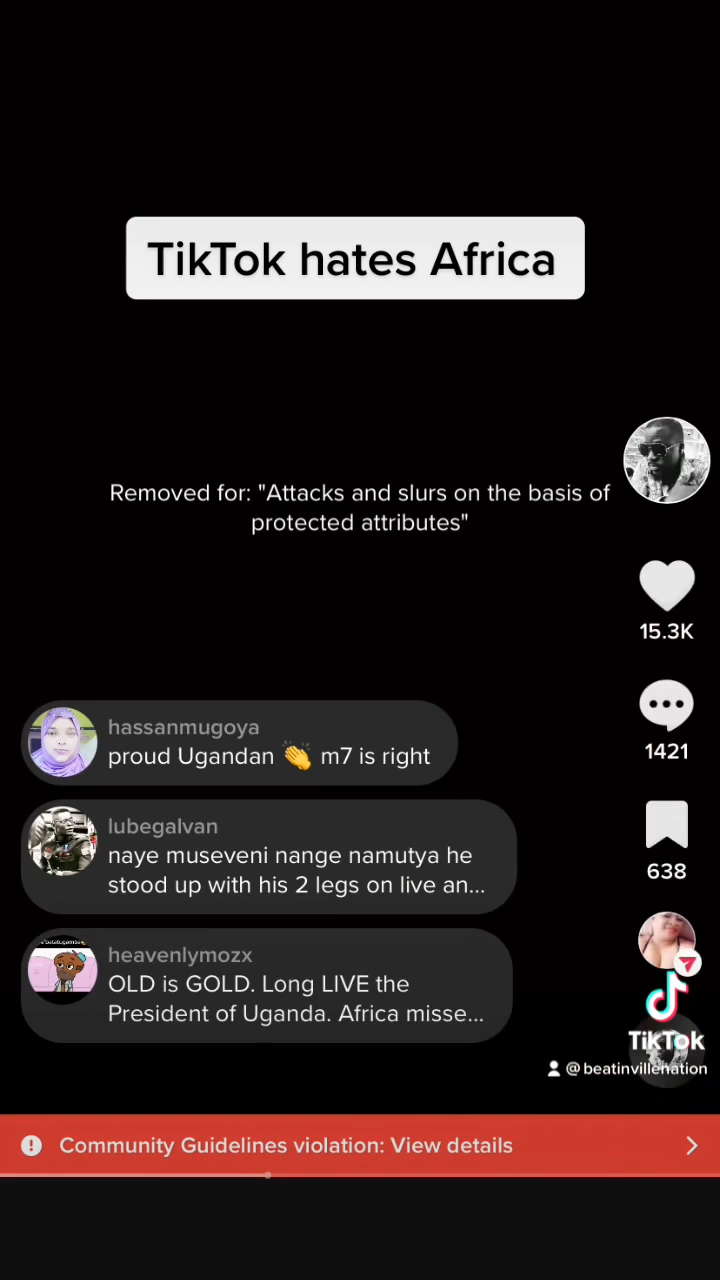 TikTok hates Africa
Removed for: "Attacks and slurs on the basis of
protected attributes"
15.3K
hassanmugoya
proud Ugandan 👏 m7 is right
1421
lubegalvan
naye museveni nange namutya he
stood up with his 2 legs on live an...
638
heavenlymozx
OLD is GOLD. Long LIVE the
President of Uganda. Africa misse...
TikTok
@beatinvillenation
Community Guidelines violation: View details